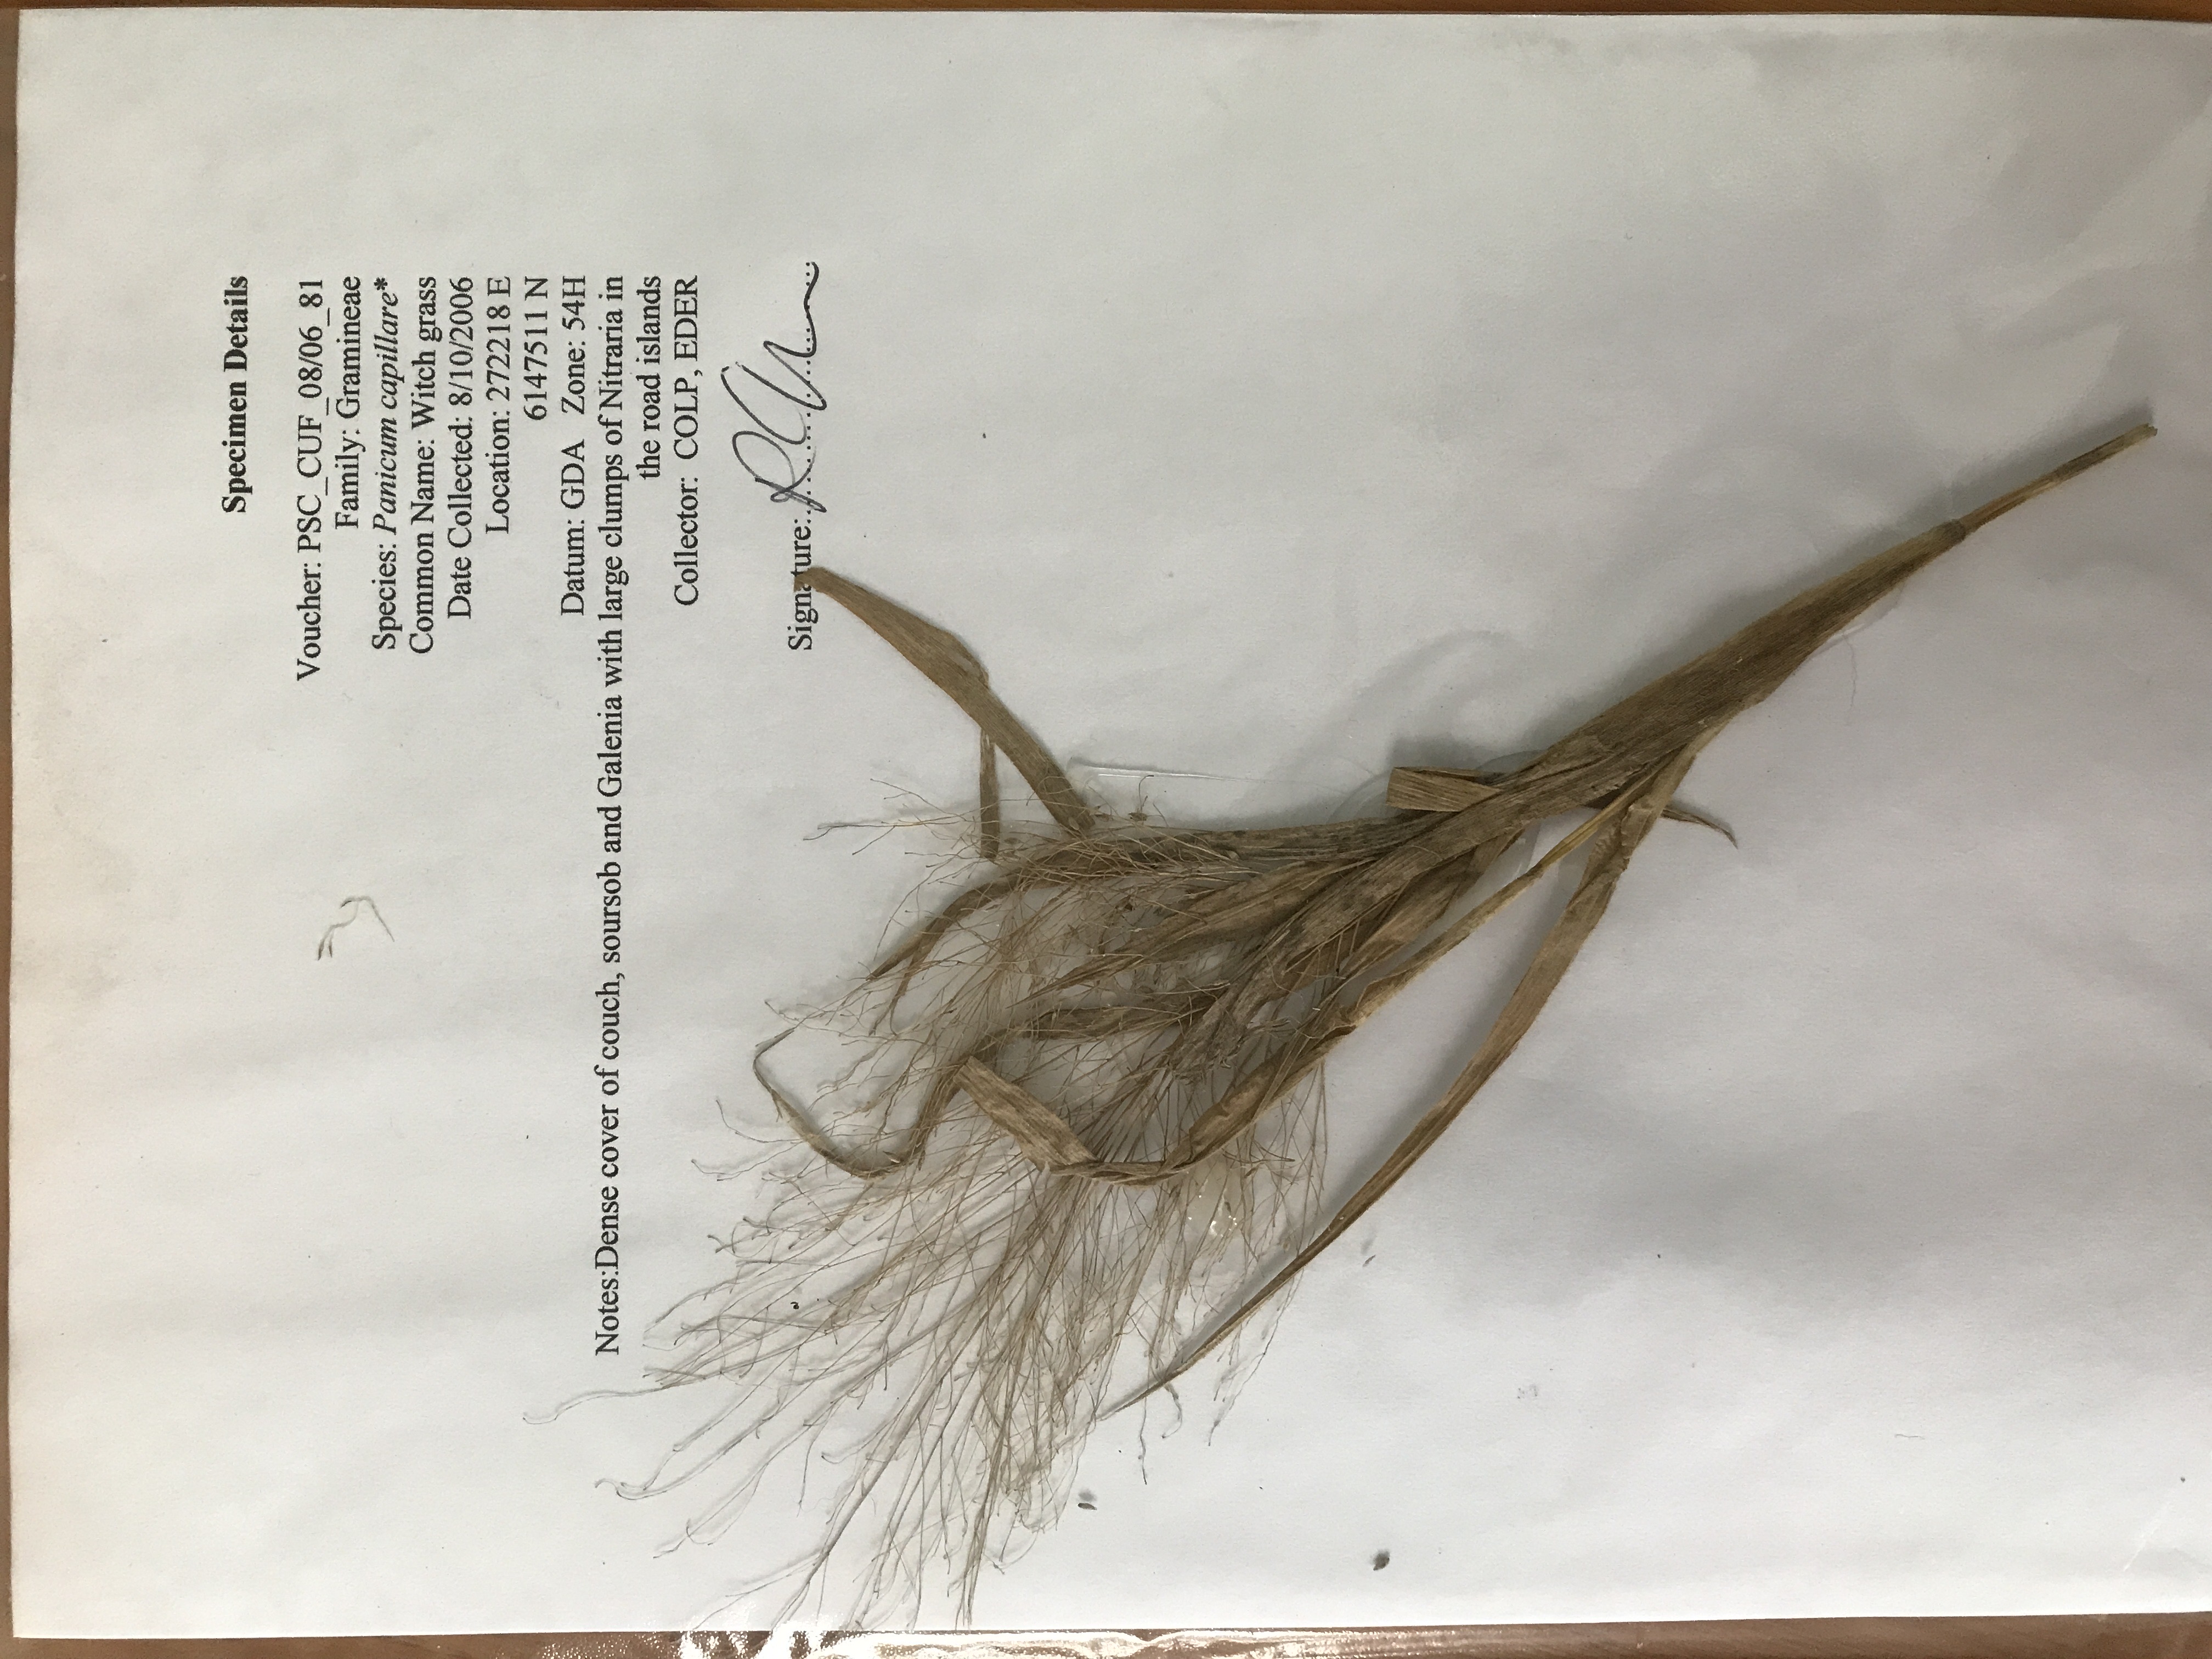 Specimen Details
Voucher: PSC_CUF_08/06_81
Family: Gramineae
Species: Panicum capillare*
Common Name: Witch grass
Date Collected: 8/10/2006
Location: 272218 E
6147511 N
Datum: GDA Zone: 54H
Notes:Dense cover of couch, soursob and Galenia with large clumps of Nitraria in
the road islands
Collector: COLP, EDER
Signature: